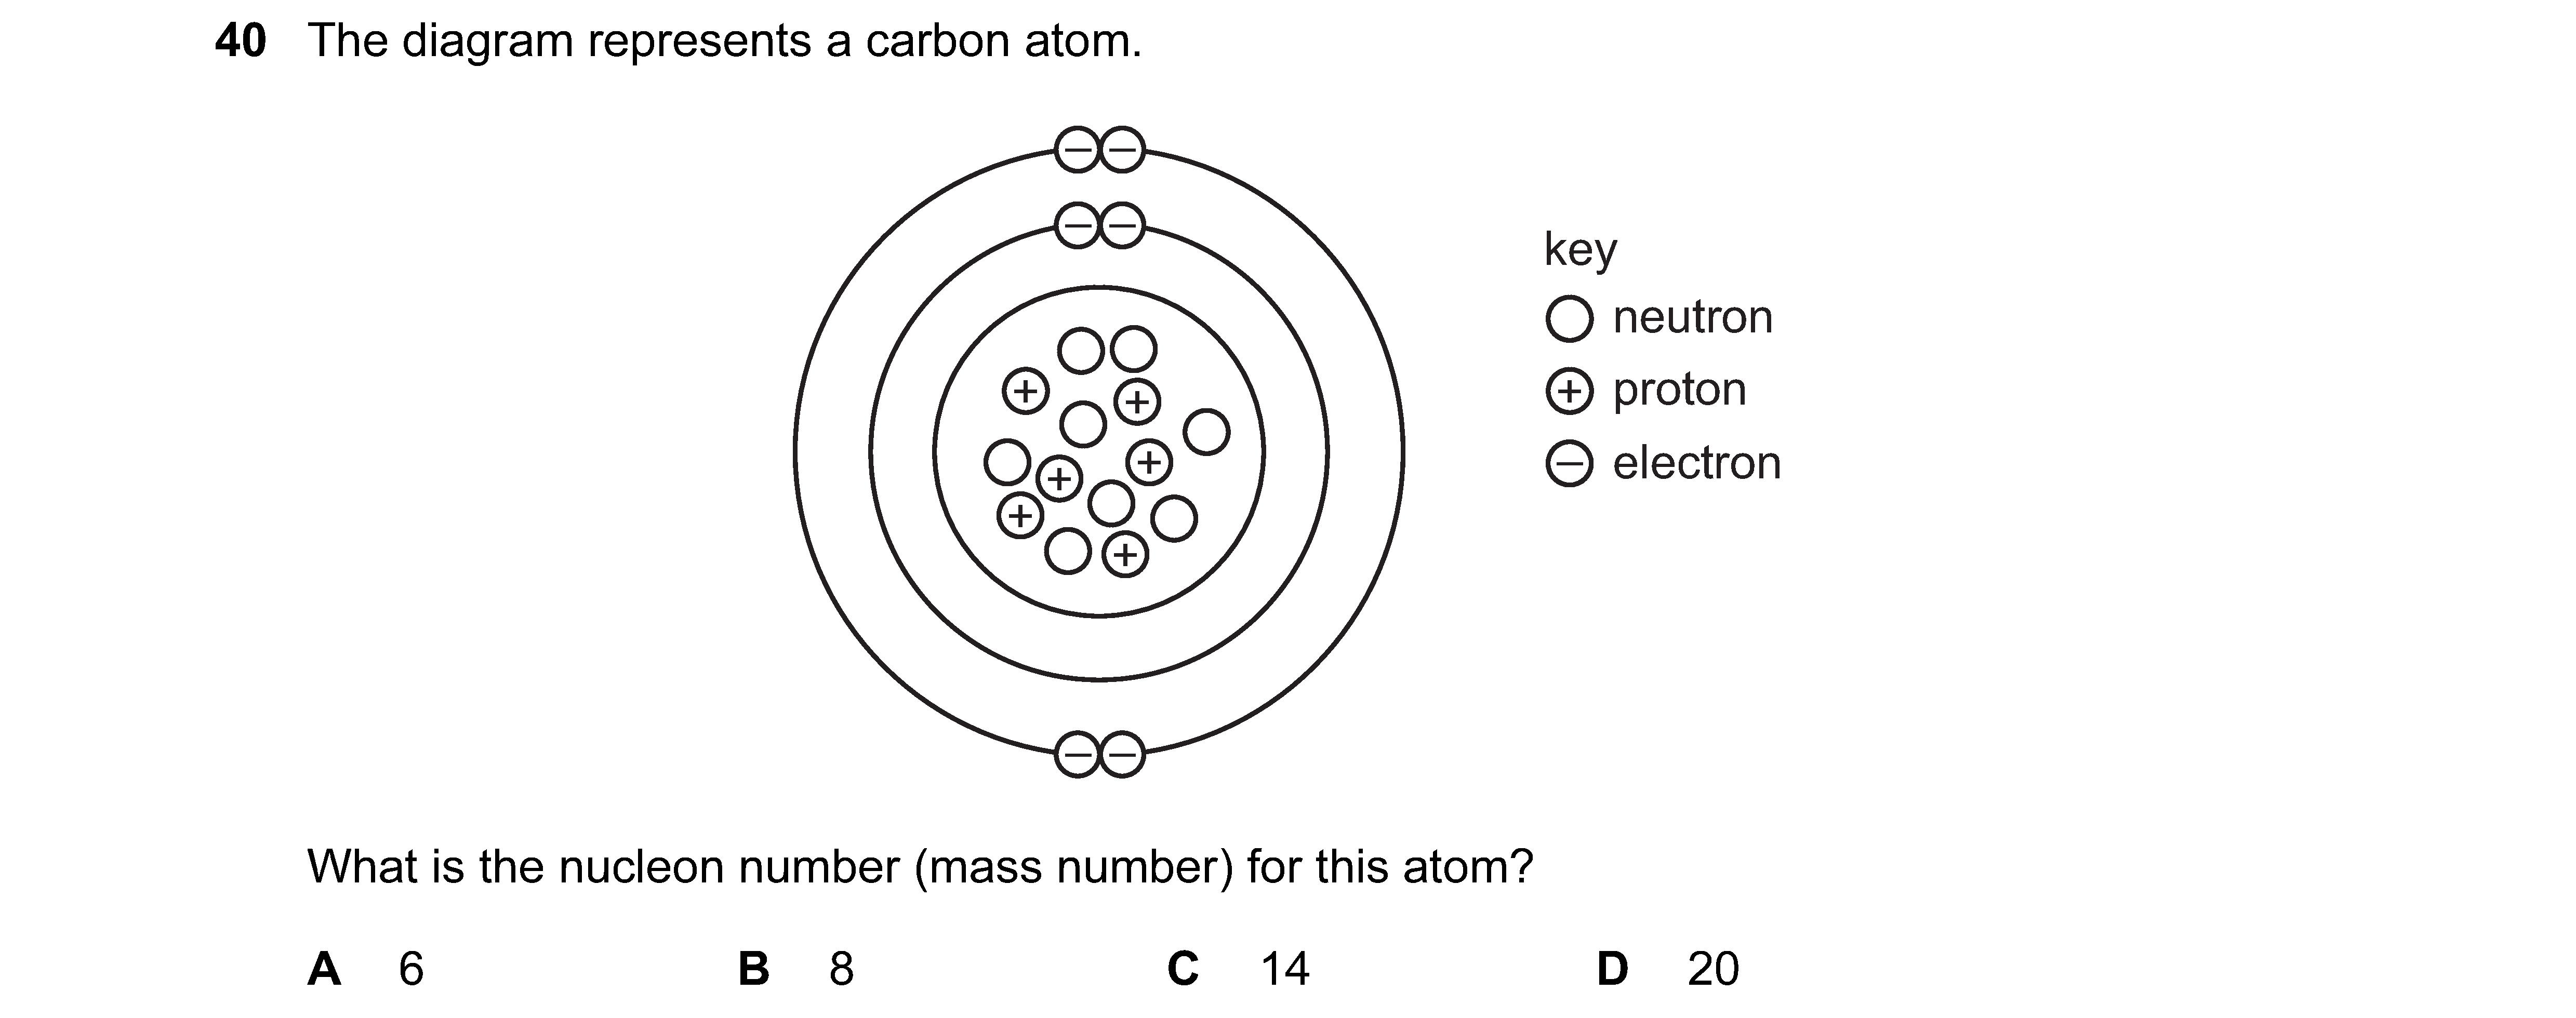 40 The diagram represents a carbon atom.
− −
− −
+ +
+ +
+
+
− −
key
neutron
+ proton
− electron
What is the nucleon number (mass number) for this atom?
A 6 B 8 C 14 D 20